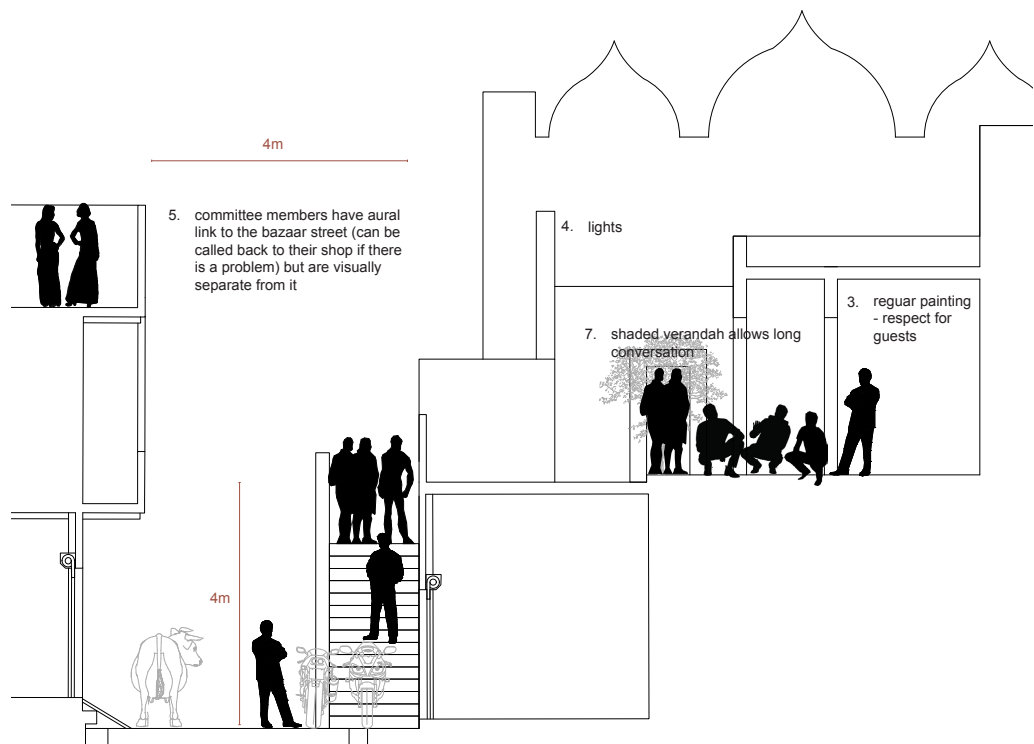 4m
5. committee members have aural
link to the bazaar street (can be
called back to their shop if there
is a problem) but are visually
separate from it
4. lights
3. reguar painting
- respect for
guests
7. shaded verandah allows long
conversation
4m